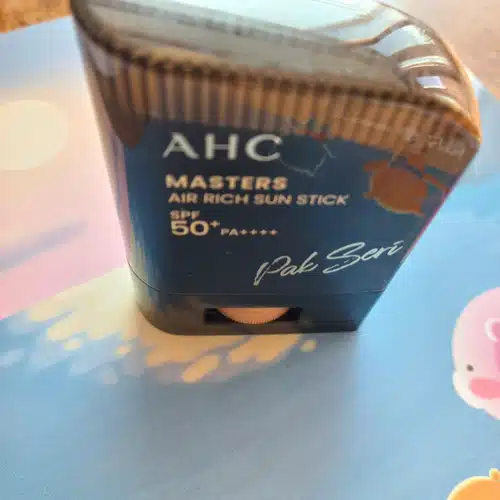 AHC
MASTERS
AIR RICH SUN STICK
SPF
50+ PA++++
Pak Seri